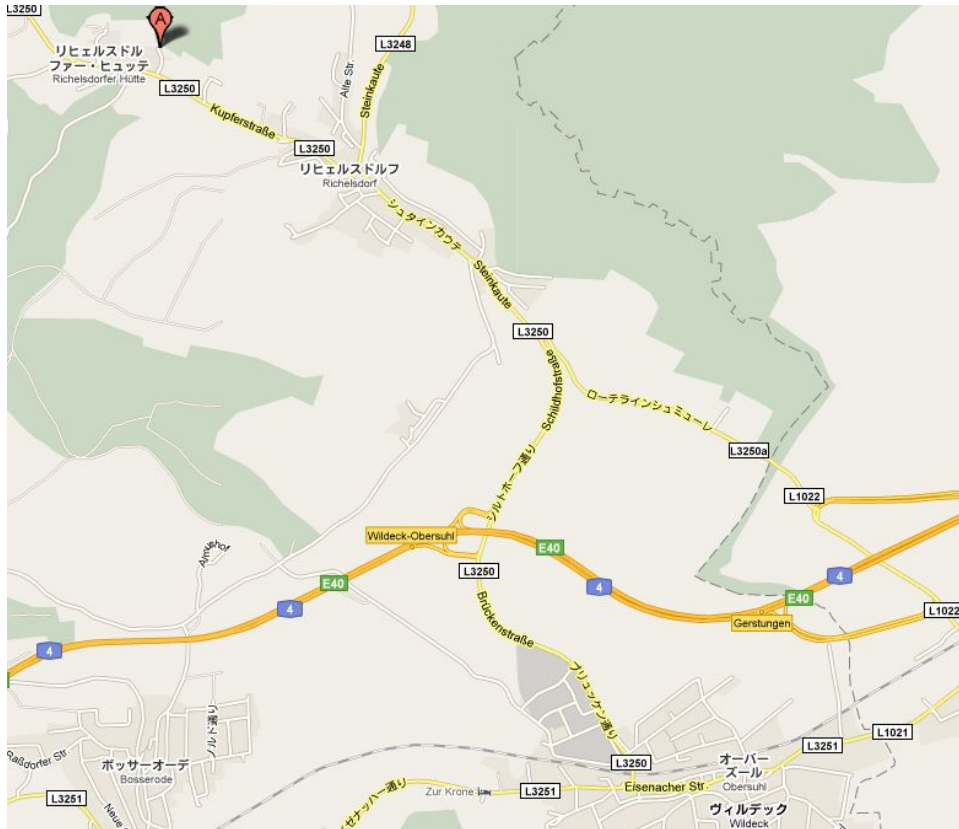 L3250
A
L3248
リヒェルスドル
ファー・ヒュッテ
Richelsdorfer Hütte
Alte Str.
Steinkaute
L3250
Kupferstraße
L3250
リヒェルスドルフ
Richelsdorf
シュタインカウテ
Steinkaute
L3250
Schildhofstraße
ローテラインシュミューレ
L3250a
シルトホーフ通り
L1022
Wildeck-Obersuhl
E40
L3250
4
E40
4
E40
4
Brückenstraße
Gerstungen
L1022
4
ブリュッケン通り
ノルド通り
L1021
L3251
ボッサーオーデ
Bosserode
L3250
オーバー
ズール
Obersuhl
Eisenacher Str.
L3251
Zur Krone
L3251
ヴィルデック
Wildeck